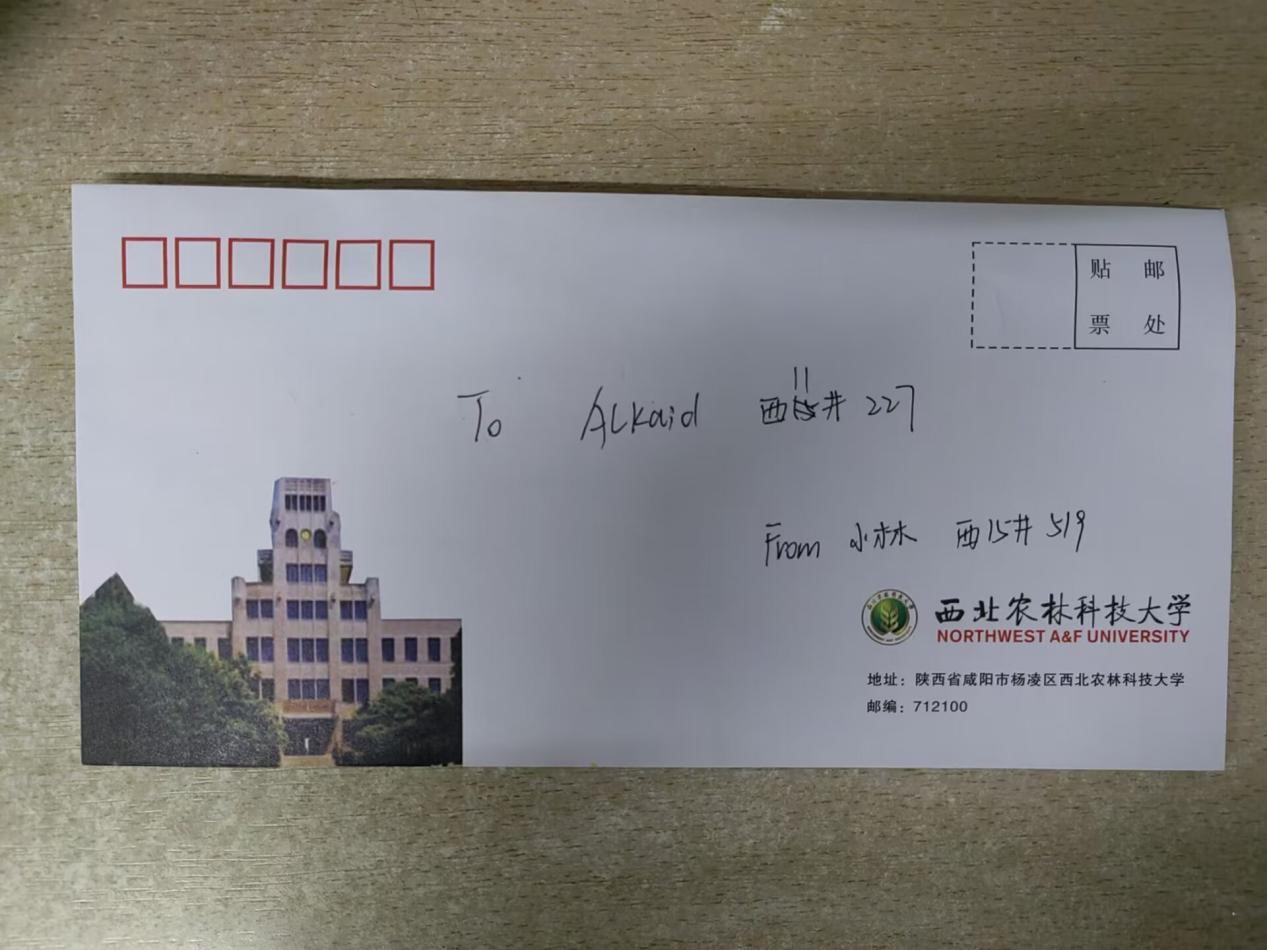 贴 邮
票 处
To Alkaid 西11井 227
From 小林 西15井 519
西北农林科技大学
NORTHWEST A&F UNIVERSITY
地址：陕西省咸阳市杨凌区西北农林科技大学
邮编：712100